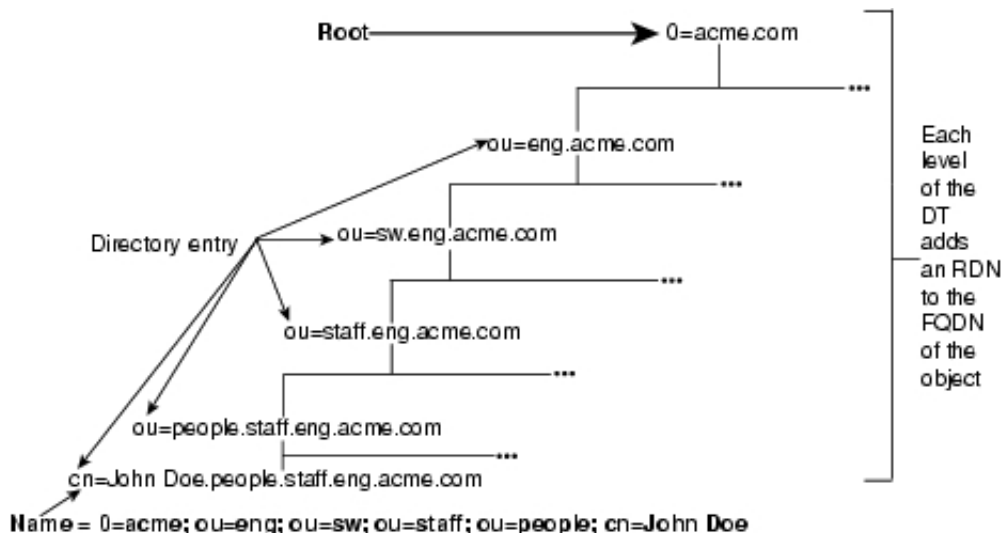 Root
0=acme.com
•••
ou=eng.acme.com
•••
Directory entry
ou=sw.eng.acme.com
•••
ou=staff.eng.acme.com
•••
ou=people.staff.eng.acme.com
•••
cn=John Doe.people.staff.eng.acme.com
Name = 0=acme; ou=eng; ou=sw; ou=staff; ou=people; cn=John Doe
Each
level
of the
DT
adds
an RDN
to the
FQDN
of the
object